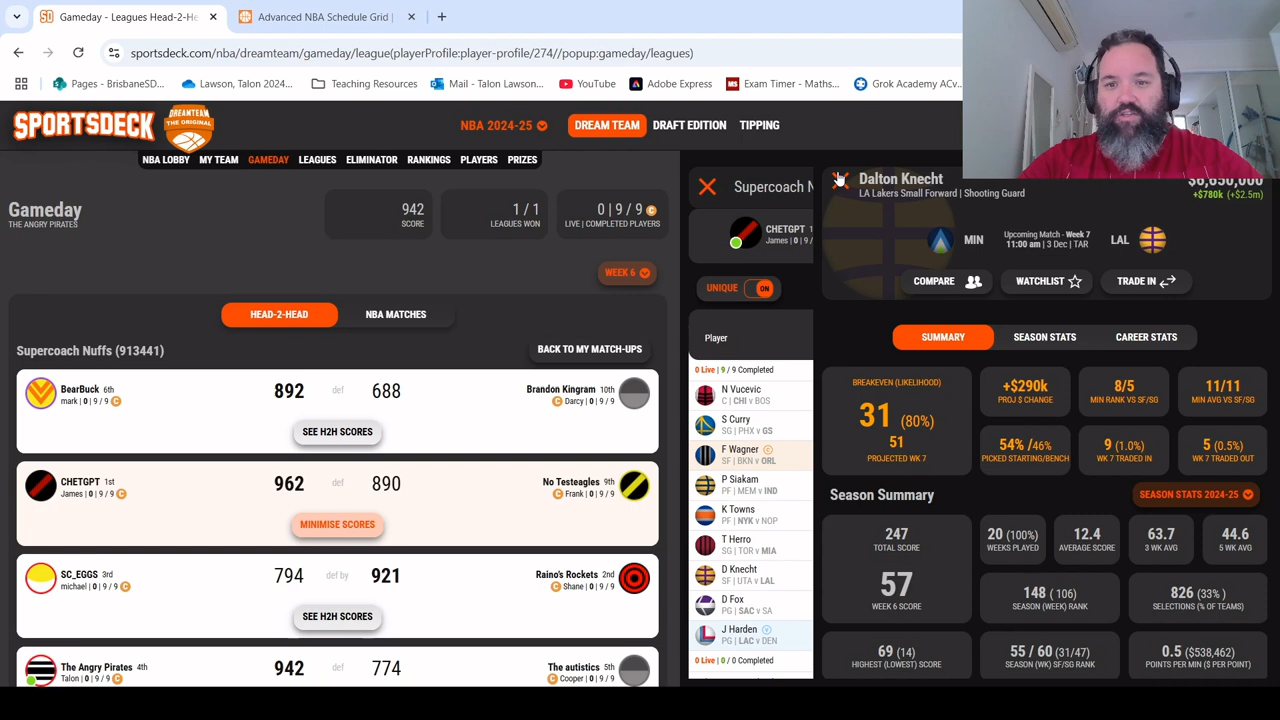 Gameday - Leagues Head-2-He
Advanced NBA Schedule Grid |
sportsdeck.com/nba/dreamteam/gameday/league(playerProfile:player-profile/274//popup:gameday/leagues)
Pages - BrisbaneSD...
Lawson, Talon 2024...
Teaching Resources
Mail - Talon Lawson...
YouTube
Adobe Express
Exam Timer - Maths...
Grok Academy ACv...
SPORTSDECK
DREAMTEAM
THE ORIGINAL
NBA 2024-25
DREAM TEAM
DRAFT EDITION
TIPPING
NBA LOBBY
MY TEAM
GAMEDAY
LEAGUES
ELIMINATOR
RANKINGS
PLAYERS
PRIZES
Gameday
THE ANGRY PIRATES
942
SCORE
1 / 1
LEAGUES WON
0 | 9 / 9 C
LIVE | COMPLETED PLAYERS
WEEK 6
HEAD-2-HEAD
NBA MATCHES
Supercoach Nuffs (913441)
BACK TO MY MATCH-UPS
BearBuck 6th
mark | 0 | 9 / 9 C
892 def 688
Brandon Kingram 10th
C Darcy | 0 | 9 / 9
SEE H2H SCORES
CHETGPT 1st
James | 0 | 9 / 9 C
962 def 890
No Testeagles 9th
C Frank | 0 | 9 / 9
MINIMISE SCORES
SC_EGGS 3rd
michael | 0 | 9 / 9 C
794 def by 921
Raino's Rockets 2nd
C Shane | 0 | 9 / 9
SEE H2H SCORES
The Angry Pirates 4th
Talon | 0 | 9 / 9 C
942 def 774
The autistics 5th
C Cooper | 0 | 9 / 9
Supercoach N
CHETGPT 1
James | 0 | 9 /
UNIQUE ON
Player
0 Live | 9 / 9 Completed
N Vucevic
C | CHI v BOS
S Curry
SG | PHX v GS
F Wagner C
SF | BKN v ORL
P Siakam
PF | MEM v IND
K Towns
PF | NYK v NOP
T Herro
SG | TOR v MIA
D Knecht
SF | UTA v LAL
D Fox
PG | SAC v SA
J Harden V
PG | LAC v DEN
0 Live | 0 / 0 Completed
Dalton Knecht
LA Lakers Small Forward | Shooting Guard
$6,650,000
+$780k (+$2.5m)
MIN
Upcoming Match - Week 7
11:00 am | 3 Dec | TAR
LAL
COMPARE
WATCHLIST
TRADE IN
SUMMARY
SEASON STATS
CAREER STATS
BREAKEVEN (LIKELIHOOD)
31 (80%)
51
PROJECTED WK 7
+$290k
PROJ $ CHANGE
8/5
MIN RANK VS SF/SG
11/11
MIN AVG VS SF/SG
54% /46%
PICKED STARTING/BENCH
9 (1.0%)
WK 7 TRADED IN
5 (0.5%)
WK 7 TRADED OUT
Season Summary
SEASON STATS 2024-25
247
TOTAL SCORE
57
WEEK 6 SCORE
20 (100%)
WEEKS PLAYED
12.4
AVERAGE SCORE
63.7
3 WK AVG
44.6
5 WK AVG
148 ( 106)
SEASON (WEEK) RANK
826 (33%)
SELECTIONS (% OF TEAMS)
69 (14)
HIGHEST (LOWEST) SCORE
55 / 60 (31/47)
SEASON (WK) SF/SG RANK
0.5 ($538,462)
POINTS PER MIN ($ PER POINT)